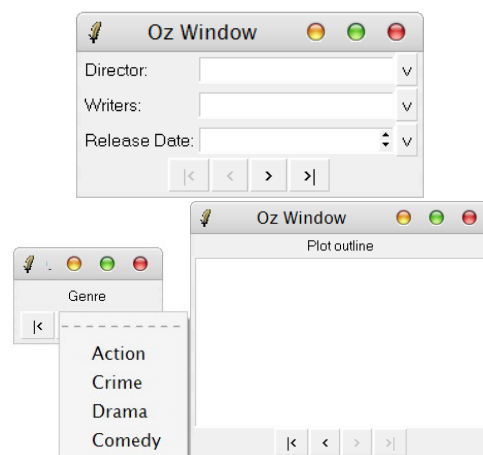 Oz Window
Director:
Writers:
Release Date:
|< < > >|
Oz Window
Plot outline
Genre
|<
Action
Crime
Drama
Comedy
|< < > >|